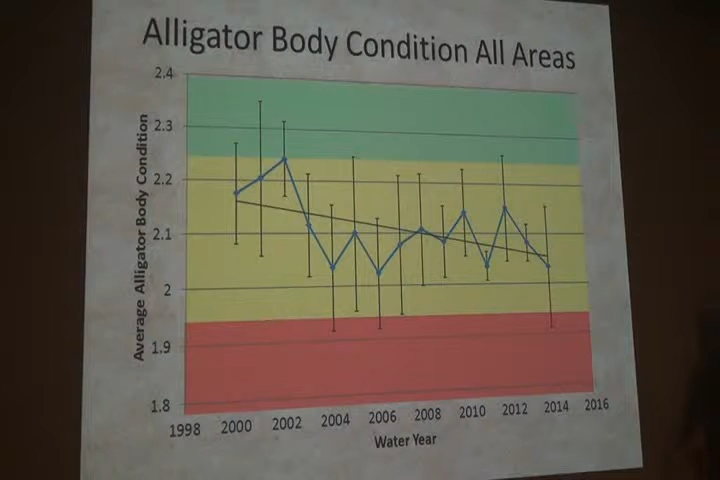 Alligator Body Condition All Areas
Average Alligator Body Condition
2.4
2.3
2.2
2.1
2
1.9
1.8
1998 2000 2002 2004 2006 2008 2010 2012 2014 2016
Water Year